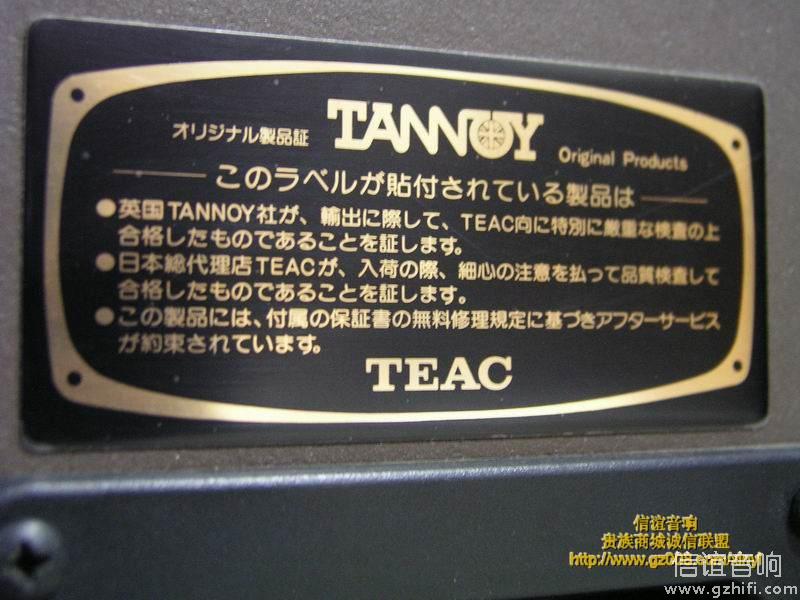 オリジナル製品証 TANNOY Original Products
このラベルが貼付されている製品は
●英国TANNOY社が、輸出に際して、TEAC向に特別に厳重な検査の上
合格したものであることを証します。
●日本総代理店TEACが、入荷の際、細心の注意を払って品質検査して
合格したものであることを証します。
●この製品には、付属の保証書の無料修理規定に基づきアフターサービス
が約束されています。
TEAC
信谊音响
贵族商城诚信联盟
信谊音响
www.gzhifi.com